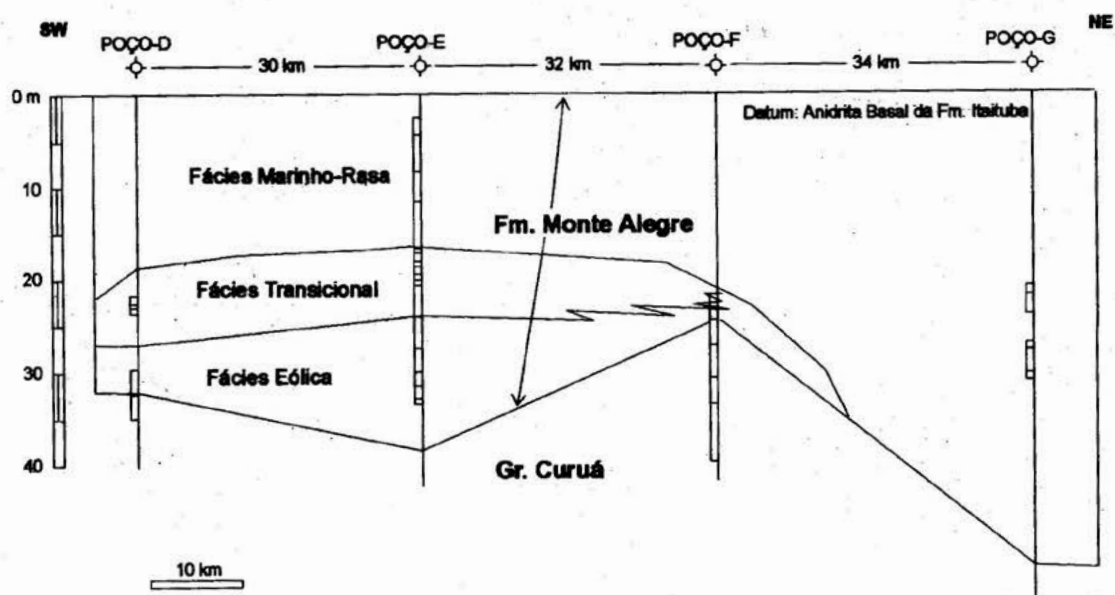 SW
NE
POÇO-D
POÇO-E
POÇO-F
POÇO-G
30 km
32 km
34 km
0 m
Datum: Anidrita Basal da Fm. Itaituba
Fácies Marinho-Rasa
10
Fm. Monte Alegre
20
Fácies Transicional
30
Fácies Eólica
40
Gr. Curuá
10 km